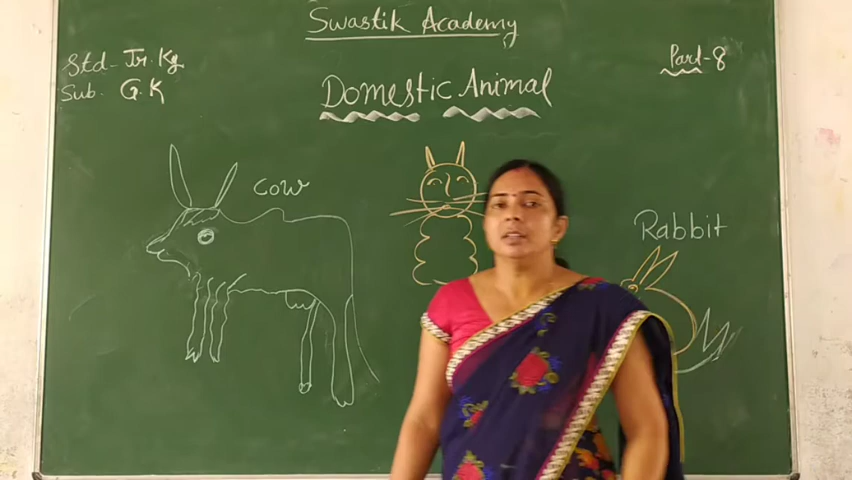 Swastik Academy
Std - Jr. Kg
Sub - G.K
Part-8
Domestic Animal
Cow
Rabbit